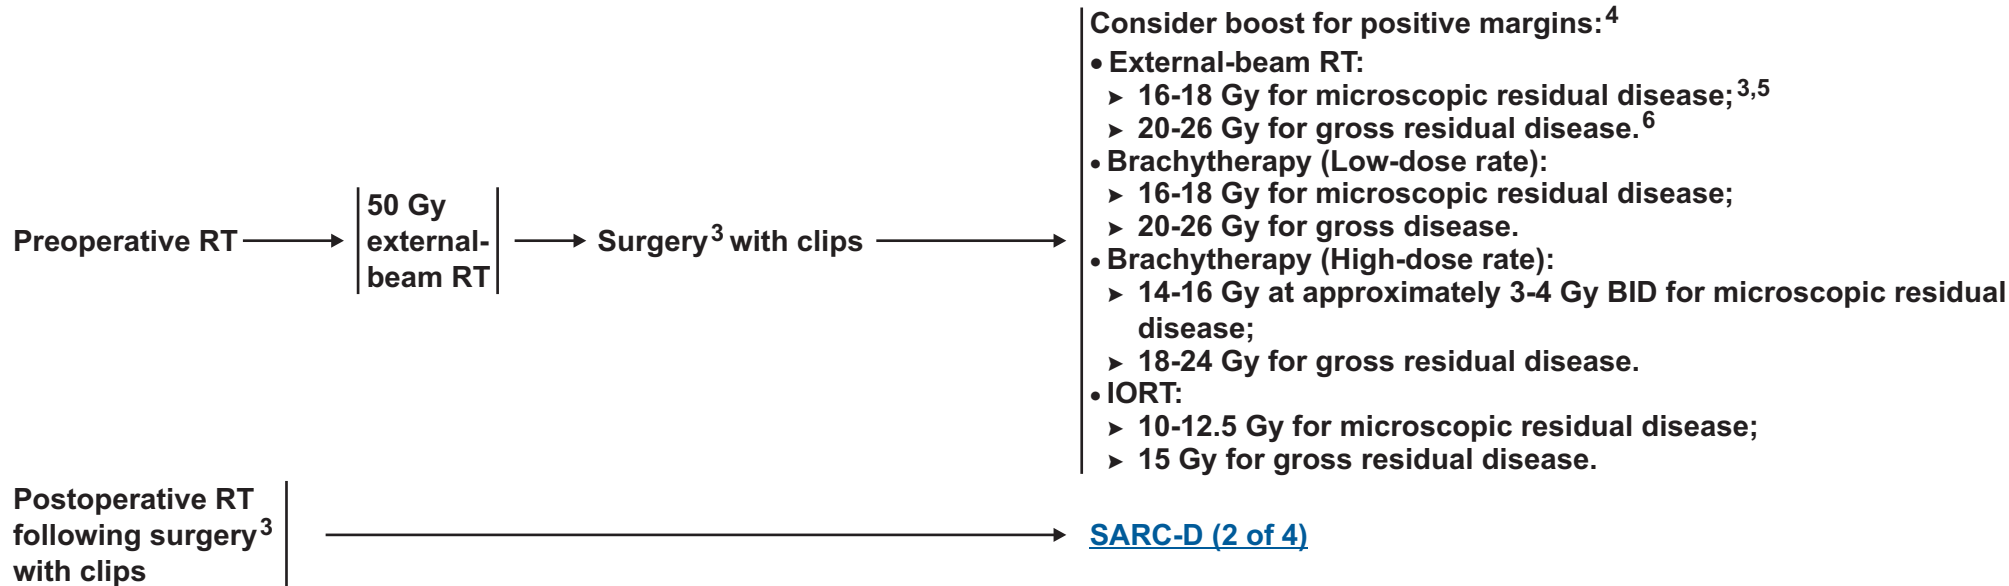 Preoperative RT
50 Gy
external-
beam RT
Surgery3 with clips
Consider boost for positive margins:4
• External-beam RT:
➤ 16-18 Gy for microscopic residual disease;3,5
➤ 20-26 Gy for gross residual disease.6
• Brachytherapy (Low-dose rate):
➤ 16-18 Gy for microscopic residual disease;
➤ 20-26 Gy for gross disease.
• Brachytherapy (High-dose rate):
➤ 14-16 Gy at approximately 3-4 Gy BID for microscopic residual
disease;
➤ 18-24 Gy for gross residual disease.
• IORT:
➤ 10-12.5 Gy for microscopic residual disease;
➤ 15 Gy for gross residual disease.
Postoperative RT
following surgery3
with clips
SARC-D (2 of 4)